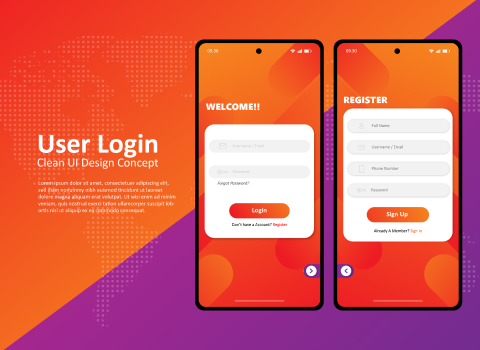 User Login
Clean UI Design Concept
Lorem ipsum dolor sit amet, consectetuer adipiscing elit,
sed diam nonummy nibh euismod tincidunt ut laoreet
dolore magna aliquam erat volutpat. Ut wisi enim ad minim
veniam, quis nostrud exerci tation ullamcorper suscipit lob-
ortis nisl ut aliquip ex ea commodo consequat.
09:30
WELCOME!!
Username / Email
Password
Forgot Password?
Login
Don't have a Account? Register
09:30
REGISTER
Full Name
Username / Email
Phone Number
Password
Sign Up
Already A Member? Sign in